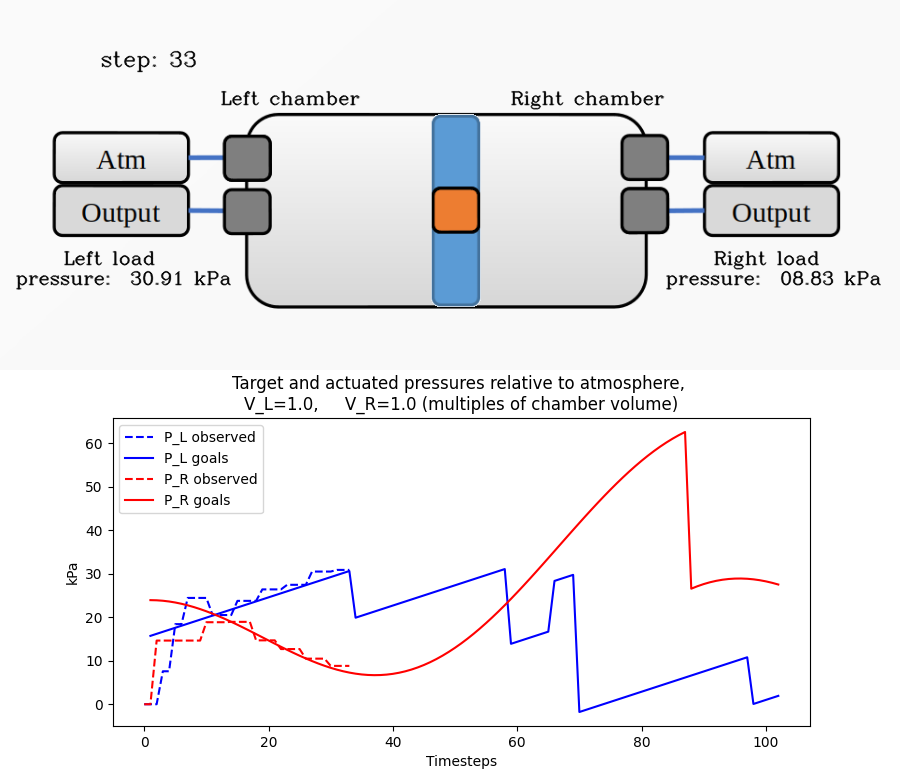 step: 33
Left chamber
Right chamber
Atm
Atm
Output
Output
Left load
pressure: 30.91 kPa
Right load
pressure: 08.83 kPa
Target and actuated pressures relative to atmosphere,
V_L=1.0, V_R=1.0 (multiples of chamber volume)
P_L observed
P_L goals
P_R observed
P_R goals
kPa
60
50
40
30
20
10
0
0 20 40 60 80 100
Timesteps